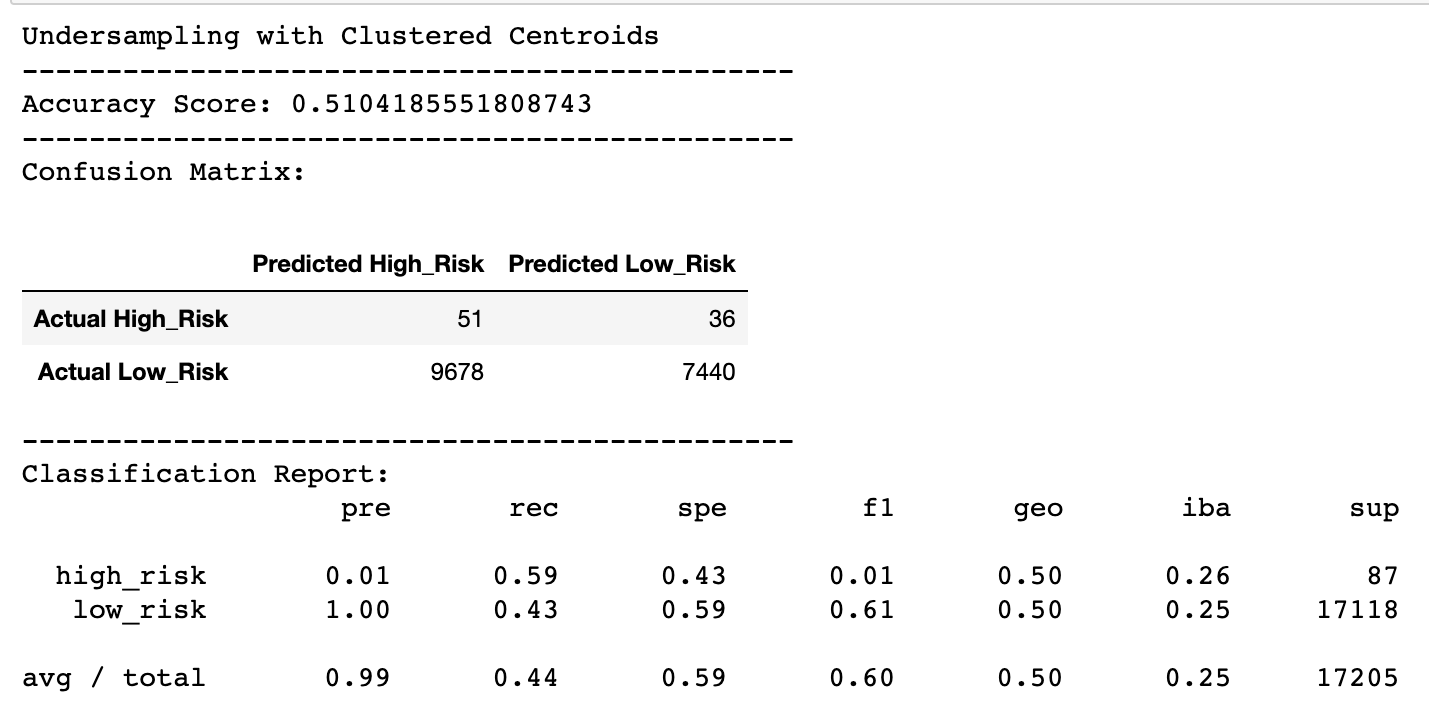 Undersampling with Clustered Centroids
----------------------------------------------
Accuracy Score: 0.5104185551808743
----------------------------------------------
Confusion Matrix:
Predicted High_Risk Predicted Low_Risk
Actual High_Risk 51 36
Actual Low_Risk 9678 7440
----------------------------------------------
Classification Report:
pre rec spe f1 geo iba sup
high_risk 0.01 0.59 0.43 0.01 0.50 0.26 87
low_risk 1.00 0.43 0.59 0.61 0.50 0.25 17118
avg / total 0.99 0.44 0.59 0.60 0.50 0.25 17205